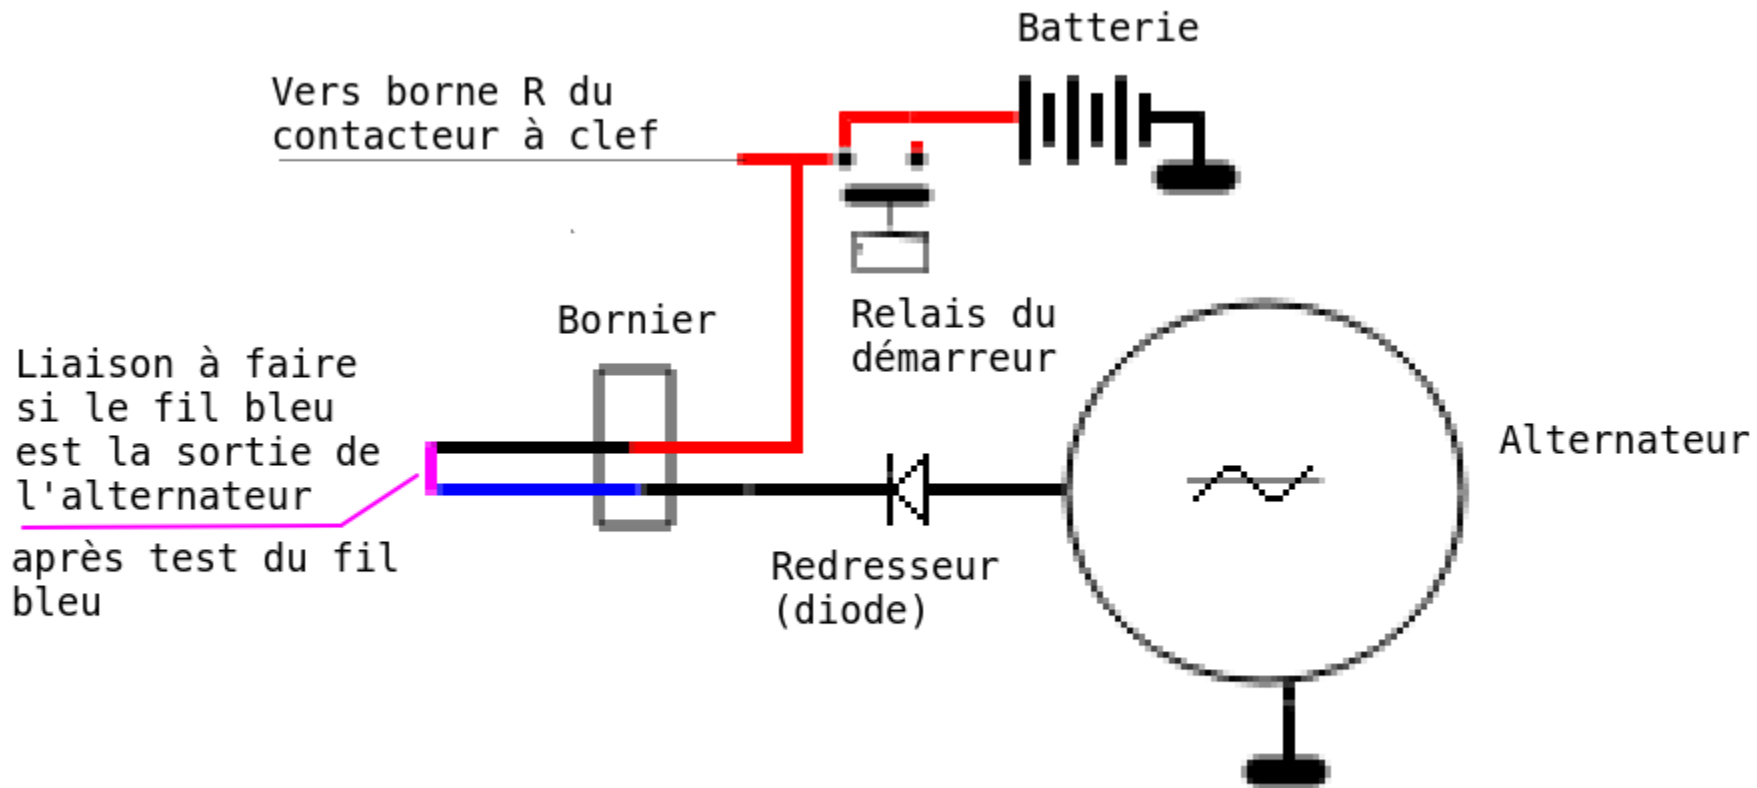 Batterie
Vers borne R du
contacteur à clef
Bornier
Relais du
démarreur
Liaison à faire
si le fil bleu
est la sortie de
l'alternateur
après test du fil
bleu
Alternateur
Redresseur
(diode)